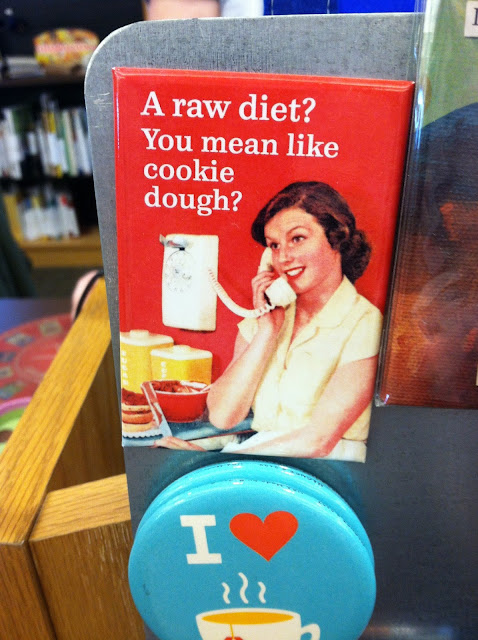 A raw diet?
You mean like
cookie
dough?
I